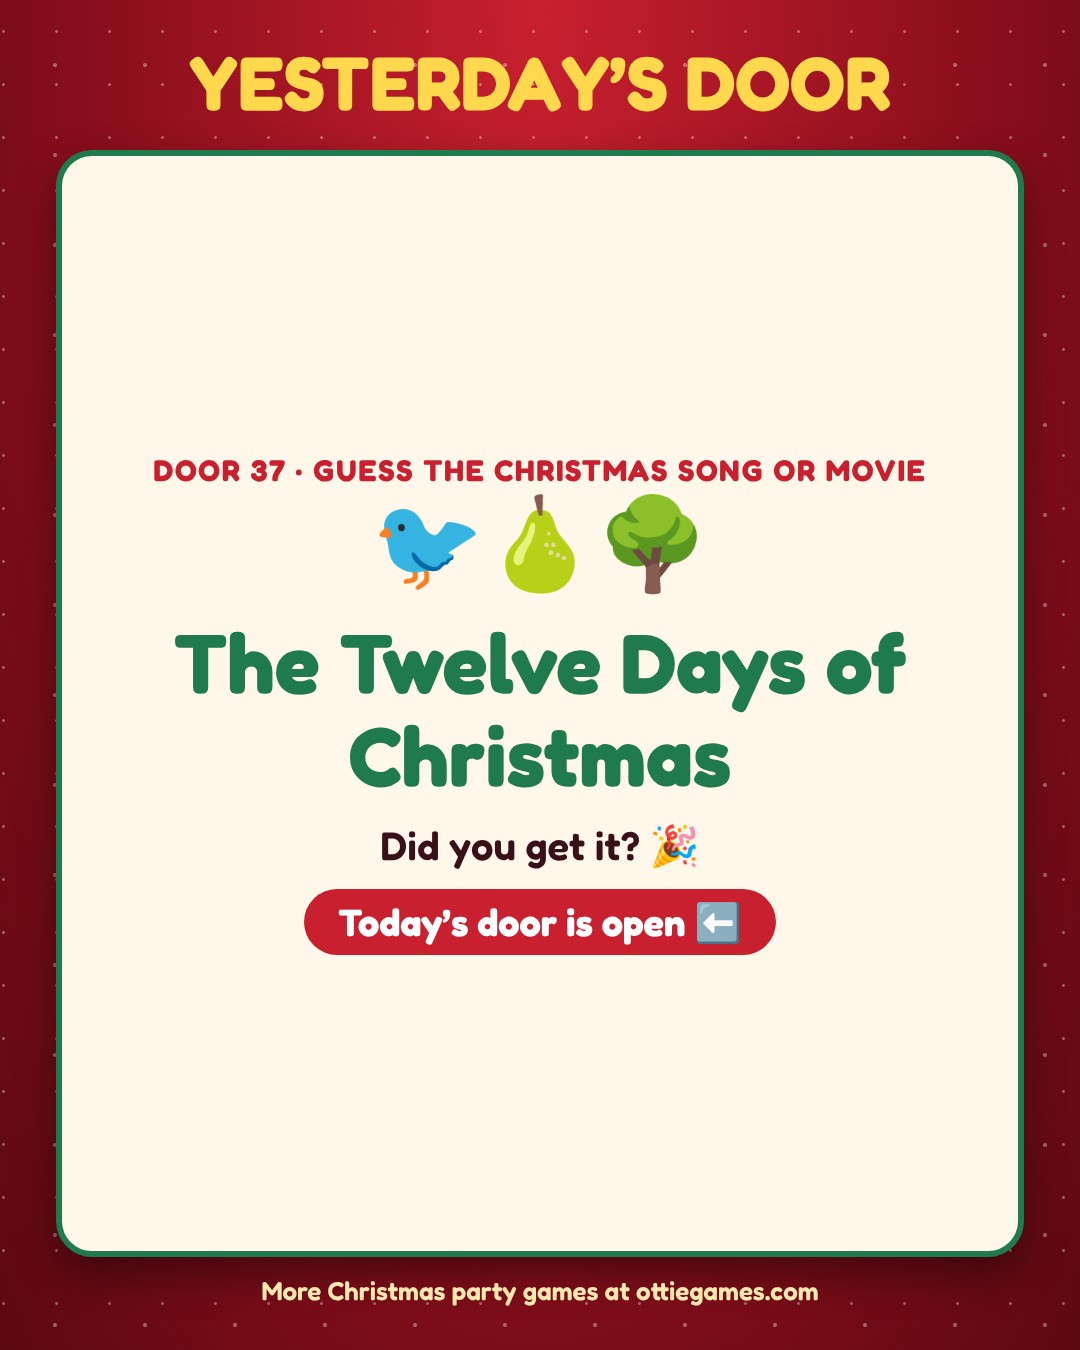 YESTERDAY’S DOOR
DOOR 37 · GUESS THE CHRISTMAS SONG OR MOVIE
The Twelve Days of
Christmas
Did you get it? 🎉
Today’s door is open ⬅️
More Christmas party games at ottiegames.com